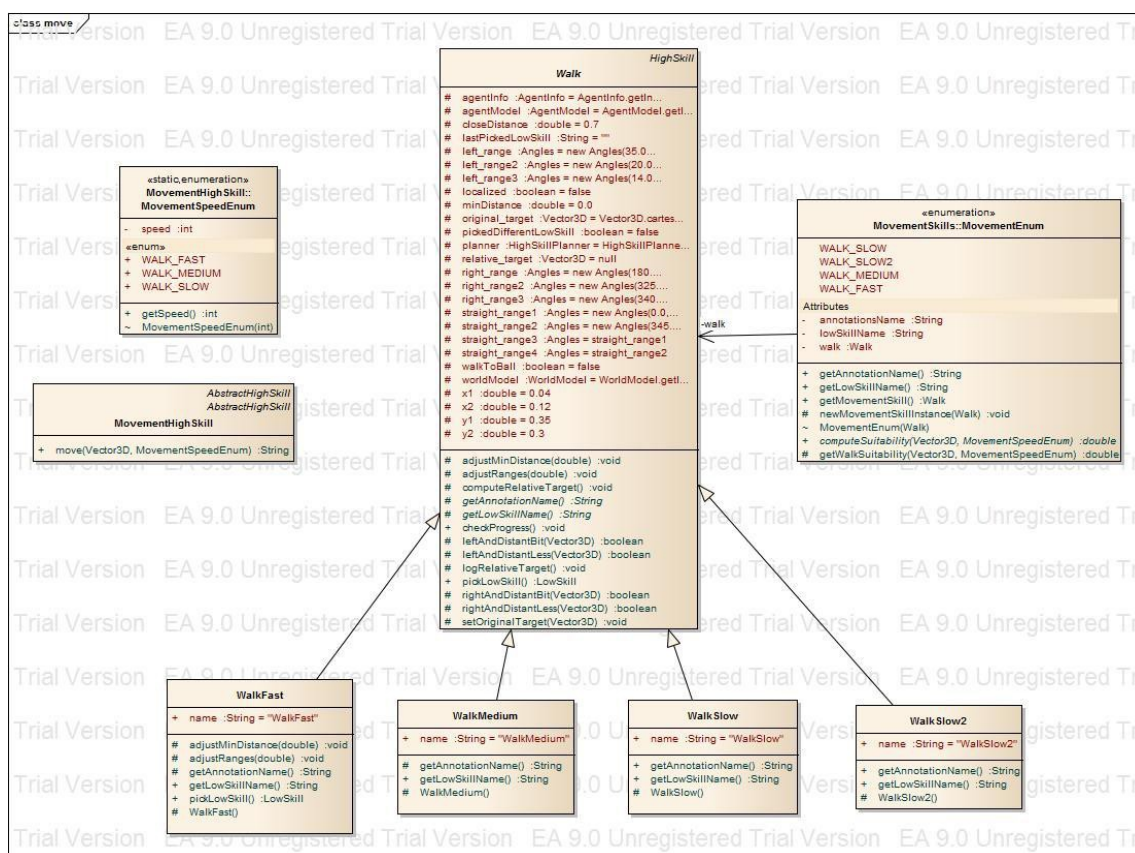 class move
EA 9.0 Unregistered Trial Version
HighSkill
Walk
# agentInfo :AgentInfo = AgentInfo.getIn...
# agentModel :AgentModel = AgentModel.getI...
# closeDistance :double = 0.7
# lastPickedLowSkill :String = ""
# left_range :Angles = new Angles(35.0...
# left_range2 :Angles = new Angles(20.0...
# left_range3 :Angles = new Angles(14.0...
# localized :boolean = false
# minDistance :double = 0.0
# original_target :Vector3D = Vector3D.cartes...
# pickedDifferentLowSkill :boolean = false
# planner :HighSkillPlanner = HighSkillPlanne...
# relative_target :Vector3D = null
# right_range :Angles = new Angles(180....
# right_range2 :Angles = new Angles(325....
# right_range3 :Angles = new Angles(340....
# straight_range1 :Angles = new Angles(0.0,...
# straight_range2 :Angles = new Angles(345....
# straight_range3 :Angles = straight_range1
# straight_range4 :Angles = straight_range2
# walkToBall :boolean = false
# worldModel :WorldModel = WorldModel.getI...
# x1 :double = 0.04
# x2 :double = 0.12
# y1 :double = 0.35
# y2 :double = 0.3
# adjustMinDistance(double) :void
# adjustRanges(double) :void
# computeRelativeTarget() :void
# getAnnotationName() :String
# getLowSkillName() :String
+ checkProgress() :void
# leftAndDistantBit(Vector3D) :boolean
# leftAndDistantLess(Vector3D) :boolean
# logRelativeTarget() :void
+ pickLowSkill() :LowSkill
# rightAndDistantBit(Vector3D) :boolean
# rightAndDistantLess(Vector3D) :boolean
# setOriginalTarget(Vector3D) :void
«static,enumeration»
MovementHighSkill::
MovementSpeedEnum
- speed :int
«enum»
+ WALK_FAST
+ WALK_MEDIUM
+ WALK_SLOW
+ getSpeed() :int
~ MovementSpeedEnum(int)
AbstractHighSkill
AbstractHighSkill
MovementHighSkill
+ move(Vector3D, MovementSpeedEnum) :String
-walk
«enumeration»
MovementSkills::MovementEnum
WALK_SLOW
WALK_SLOW2
WALK_MEDIUM
WALK_FAST
Attributes
- annotationsName :String
- lowSkillName :String
- walk :Walk
+ getAnnotationName() :String
+ getLowSkillName() :String
+ getMovementSkill() :Walk
# newMovementSkillInstance(Walk) :void
~ MovementEnum(Walk)
+ computeSuitability(Vector3D, MovementSpeedEnum) :double
# getWalkSuitability(Vector3D, MovementSpeedEnum) :double
WalkFast
+ name :String = "WalkFast"
# adjustMinDistance(double) :void
# adjustRanges(double) :void
# getAnnotationName() :String
+ getLowSkillName() :String
+ pickLowSkill() :LowSkill
# WalkFast()
WalkMedium
+ name :String = "WalkMedium"
# getAnnotationName() :String
+ getLowSkillName() :String
# WalkMedium()
WalkSlow
+ name :String = "WalkSlow"
+ getAnnotationName() :String
+ getLowSkillName() :String
# WalkSlow()
WalkSlow2
+ name :String = "WalkSlow2"
+ getAnnotationName() :String
+ getLowSkillName() :String
# WalkSlow2()